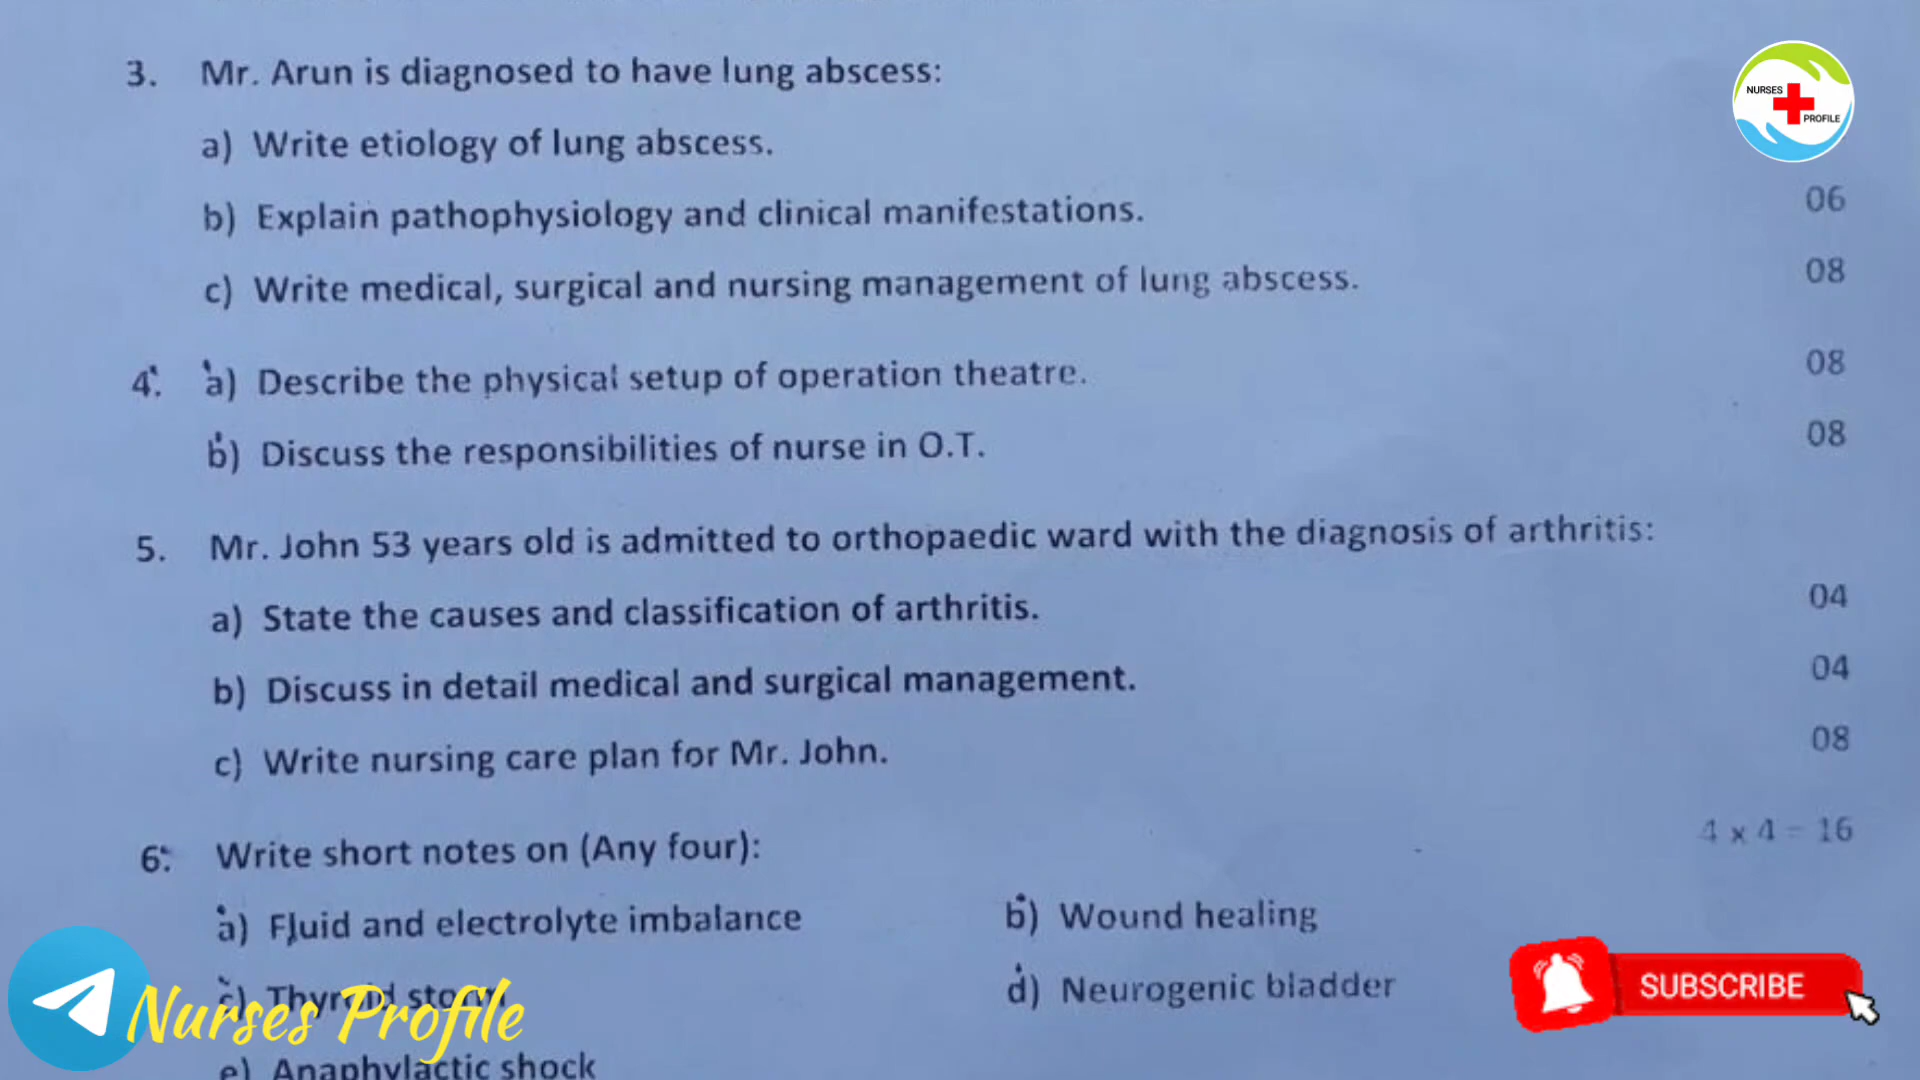 3. Mr. Arun is diagnosed to have lung abscess:
NURSES
PROFILE
a) Write etiology of lung abscess.
b) Explain pathophysiology and clinical manifestations. 06
c) Write medical, surgical and nursing management of lung abscess. 08
4. a) Describe the physical setup of operation theatre. 08
b) Discuss the responsibilities of nurse in O.T. 08
5. Mr. John 53 years old is admitted to orthopaedic ward with the diagnosis of arthritis:
a) State the causes and classification of arthritis. 04
b) Discuss in detail medical and surgical management. 04
c) Write nursing care plan for Mr. John. 08
6. Write short notes on (Any four): 4 x 4 = 16
a) Fluid and electrolyte imbalance b) Wound healing
c) Thyroid storm d) Neurogenic bladder
SUBSCRIBE
Nurses Profile
e) Anaphylactic shock